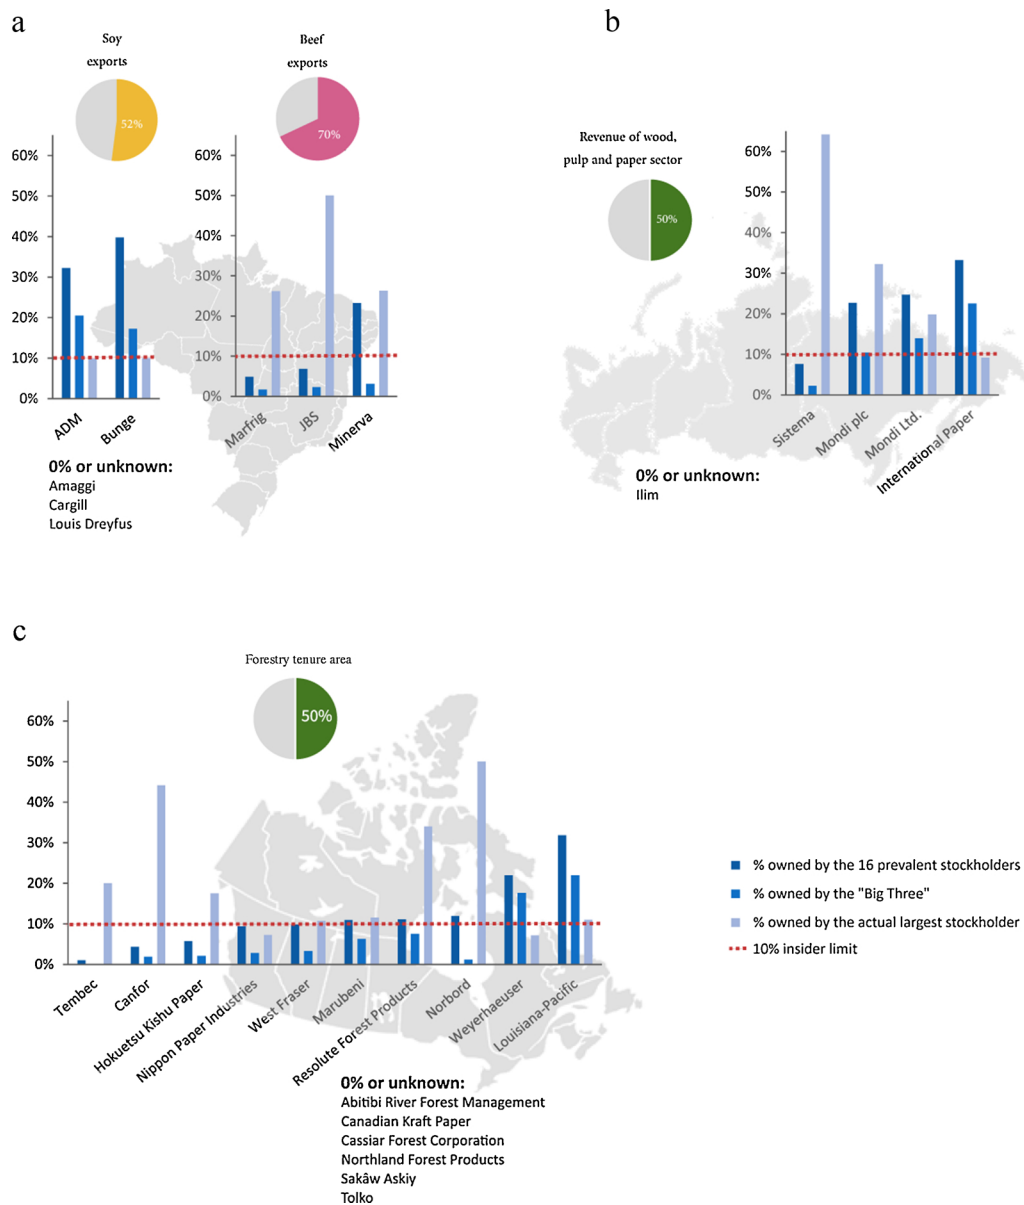 a
Soy
exports
52%
Beef
exports
70%
60%
50%
40%
30%
20%
10%
0%
ADM
Bunge
60%
50%
40%
30%
20%
10%
0%
Marfrig
JBS
Minerva
0% or unknown:
Amaggi
Cargill
Louis Dreyfus
b
Revenue of wood,
pulp and paper sector
50%
60%
50%
40%
30%
20%
10%
0%
Sistema
Mondi plc
Mondi Ltd.
International Paper
0% or unknown:
Ilim
c
Forestry tenure area
50%
60%
50%
40%
30%
20%
10%
0%
Tembec
Canfor
Hokuetsu Kishu Paper
Nippon Paper Industries
West Fraser
Marubeni
Resolute Forest Products
Norbord
Weyerhaeuser
Louisiana-Pacific
0% or unknown:
Abitibi River Forest Management
Canadian Kraft Paper
Cassiar Forest Corporation
Northland Forest Products
Sakâw Askiy
Tolko
% owned by the 16 prevalent stockholders
% owned by the "Big Three"
% owned by the actual largest stockholder
10% insider limit